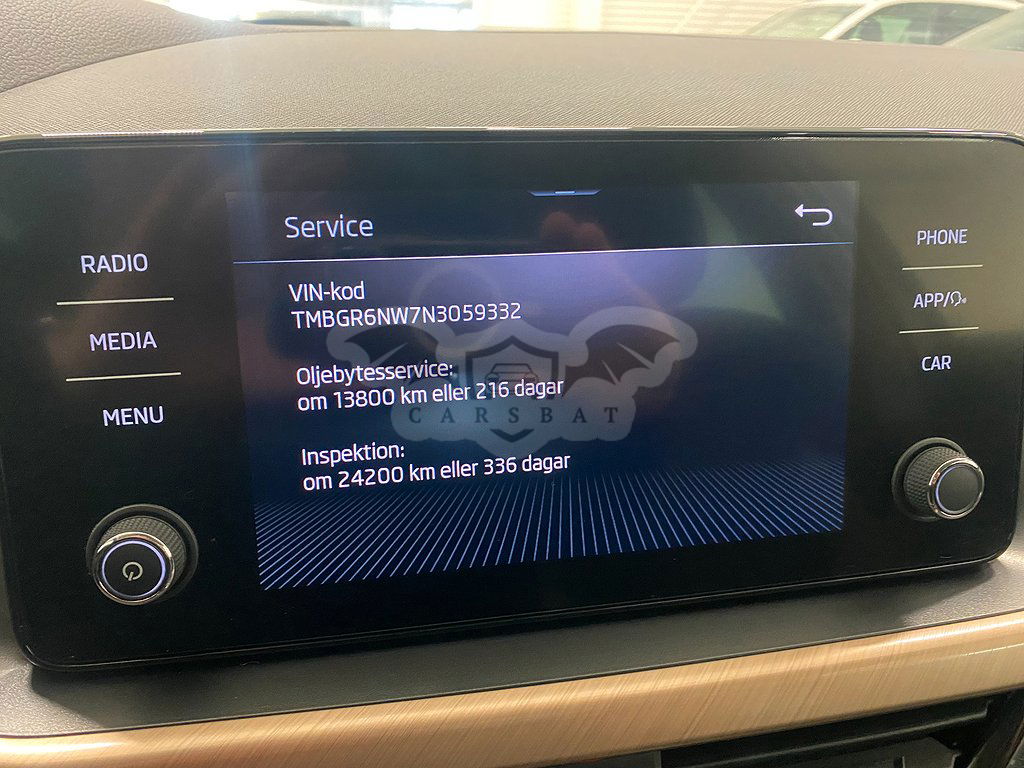 Service
RADIO
MEDIA
MENU
VIN-kod
TMBGR6NW7N3059332
Oljebytesservice:
om 13800 km eller 216 dagar
CARSBAT
Inspektion:
om 24200 km eller 336 dagar
PHONE
APP/
CAR